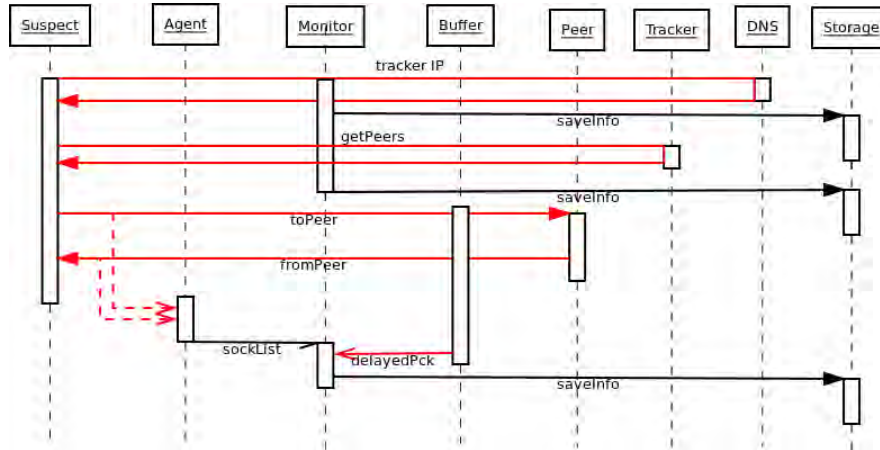 Suspect
Agent
Monitor
Buffer
Peer
Tracker
DNS
Storage
tracker IP
saveInfo
getPeers
saveInfo
toPeer
fromPeer
sockList
delayedPck
saveInfo